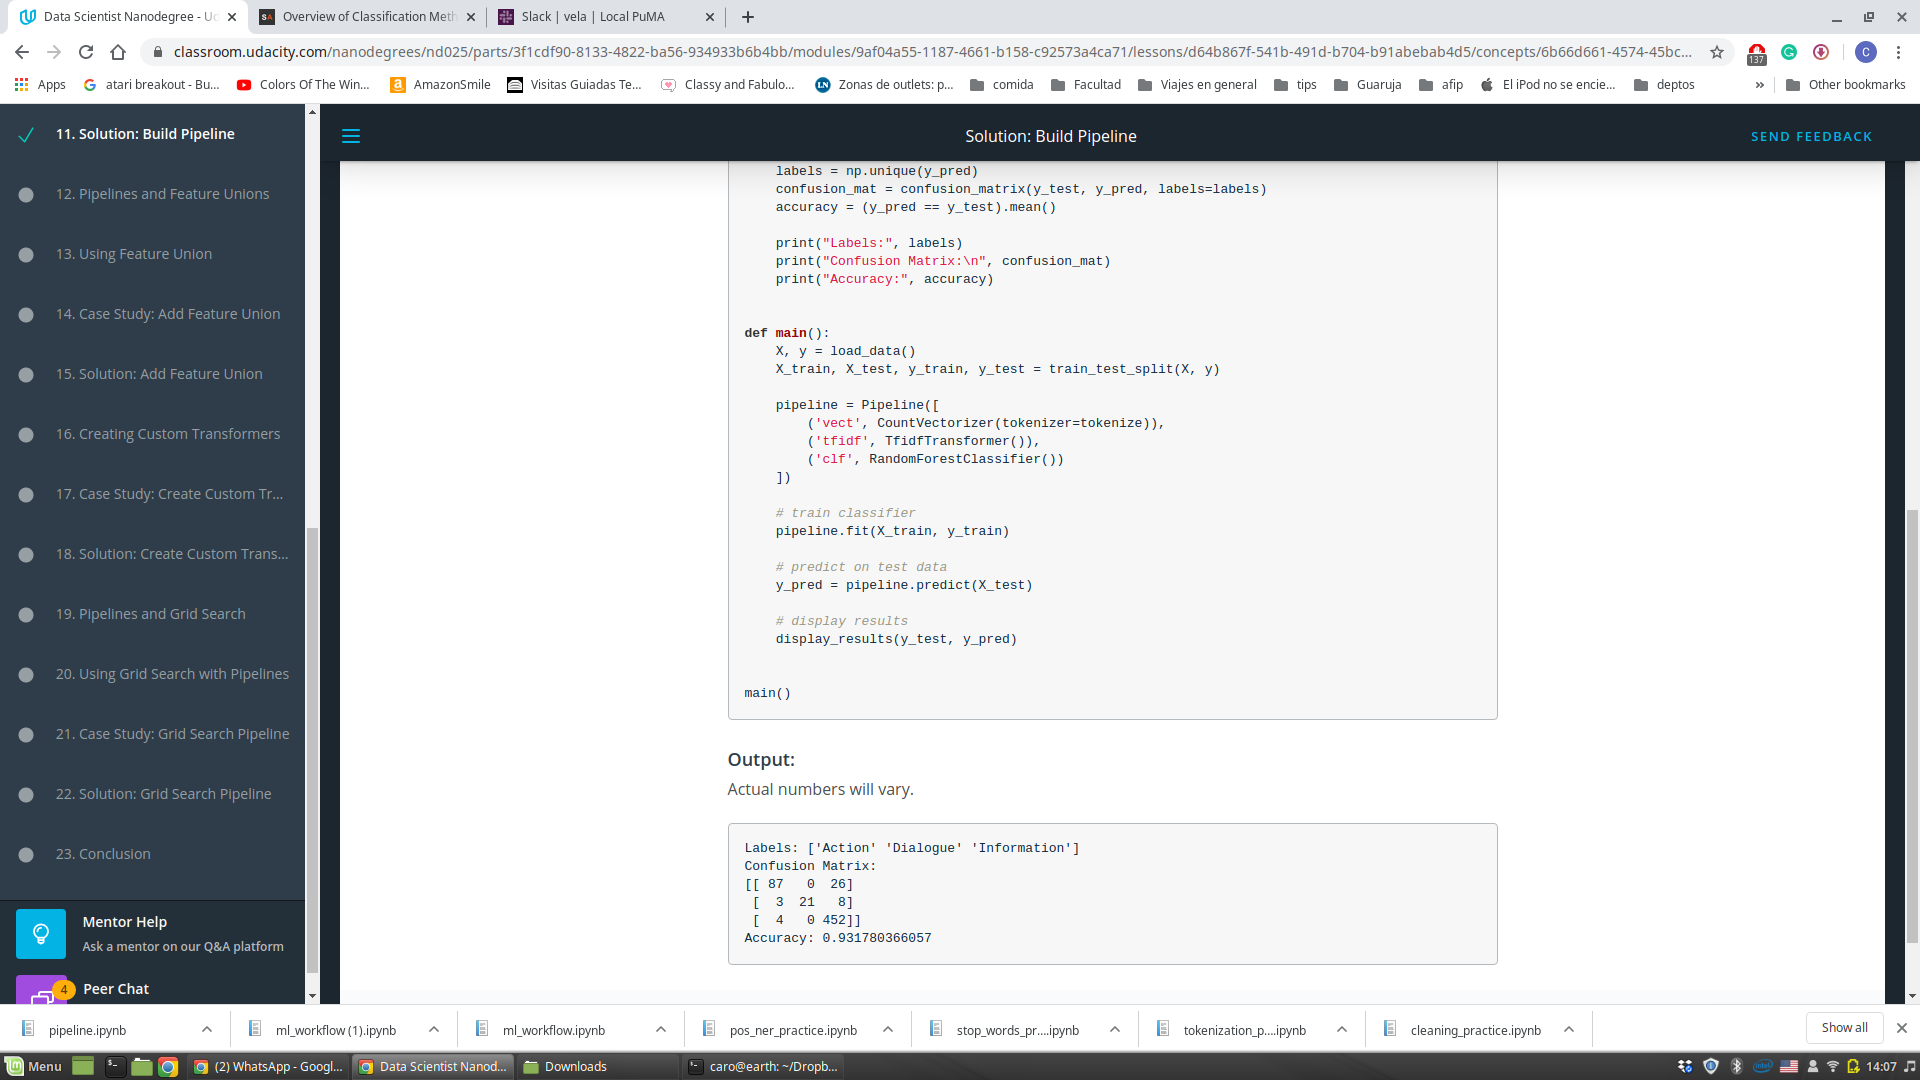 Data Scientist Nanodegree - Ud
Overview of Classification Meth
Slack | vela | Local PuMA
classroom.udacity.com/nanodegrees/nd025/parts/3f1cdf90-8133-4822-ba56-934933b6b4bb/modules/9af04a55-1187-4661-b158-c92573a4ca71/lessons/d64b867f-541b-491d-b704-b91abebab4d5/concepts/6b66d661-4574-45bc...
137
C
Apps
atari breakout - Bu...
Colors Of The Win...
AmazonSmile
Visitas Guiadas Te...
Classy and Fabulo...
Zonas de outlets: p...
comida
Facultad
Viajes en general
tips
Guaruja
afip
El iPod no se encie...
deptos
»
Other bookmarks
11. Solution: Build Pipeline
12. Pipelines and Feature Unions
13. Using Feature Union
14. Case Study: Add Feature Union
15. Solution: Add Feature Union
16. Creating Custom Transformers
17. Case Study: Create Custom Tr...
18. Solution: Create Custom Trans...
19. Pipelines and Grid Search
20. Using Grid Search with Pipelines
21. Case Study: Grid Search Pipeline
22. Solution: Grid Search Pipeline
23. Conclusion
Mentor Help
Ask a mentor on our Q&A platform
4
Peer Chat
Solution: Build Pipeline
SEND FEEDBACK
labels = np.unique(y_pred)
confusion_mat = confusion_matrix(y_test, y_pred, labels=labels)
accuracy = (y_pred == y_test).mean()
print("Labels:", labels)
print("Confusion Matrix:\n", confusion_mat)
print("Accuracy:", accuracy)
def main():
X, y = load_data()
X_train, X_test, y_train, y_test = train_test_split(X, y)
pipeline = Pipeline([
('vect', CountVectorizer(tokenizer=tokenize)),
('tfidf', TfidfTransformer()),
('clf', RandomForestClassifier())
])
# train classifier
pipeline.fit(X_train, y_train)
# predict on test data
y_pred = pipeline.predict(X_test)
# display results
display_results(y_test, y_pred)
main()
Output:
Actual numbers will vary.
Labels: ['Action' 'Dialogue' 'Information']
Confusion Matrix:
[[ 87   0  26]
[  3  21   8]
[  4   0 452]]
Accuracy: 0.931780366057
pipeline.ipynb
ml_workflow (1).ipynb
ml_workflow.ipynb
pos_ner_practice.ipynb
stop_words_pr....ipynb
tokenization_p....ipynb
cleaning_practice.ipynb
Show all
Menu
(2) WhatsApp - Googl...
Data Scientist Nanod...
Downloads
caro@earth: ~/Dropb...
14:07